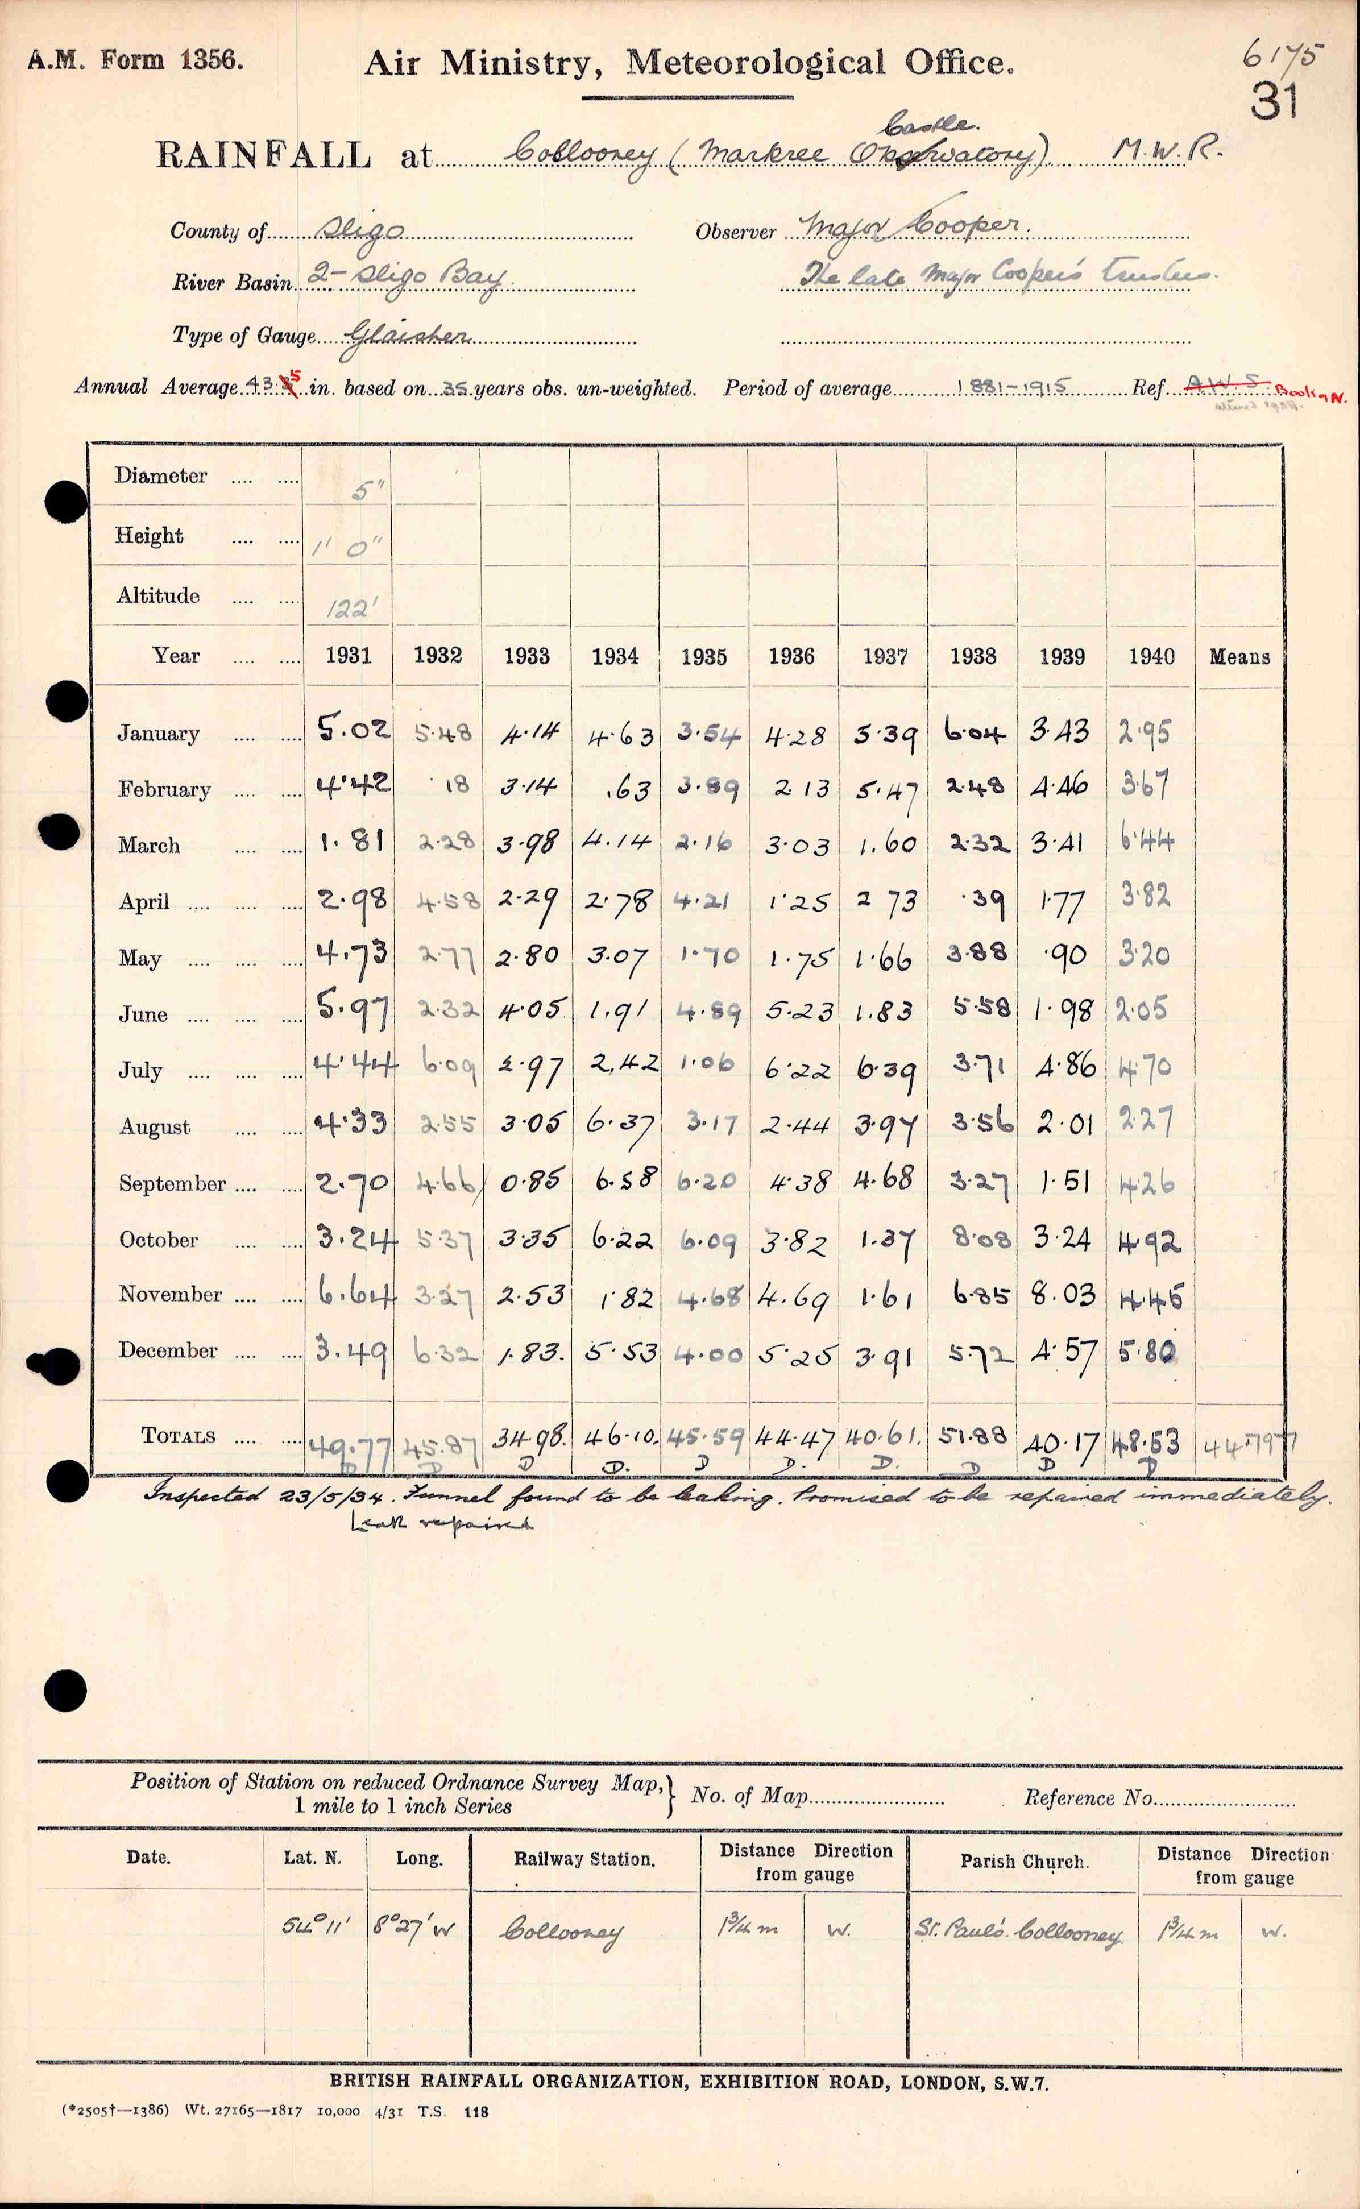 A.M. Form 1356.
Air Ministry, Meteorological Office.
6175
31
Castle.
RAINFALL at Collooney (Markree Observatory) M.W.R.
County of Sligo Observer Major Cooper.
River Basin 2- Sligo Bay The late Major Cooper's trustees.
Type of Gauge Glaisher
Annual Average 43.5 in. based on 35 years obs. un-weighted. Period of average 1881-1915 Ref. A.W.S. Book N.
Diameter .... .... 5"
Height .... .... 1' 0"
Altitude .... .... 122'
Year .... .... 1931 1932 1933 1934 1935 1936 1937 1938 1939 1940 Means
January .... .... 5.02 5.48 4.14 4.63 3.54 4.28 5.39 6.04 3.43 2.95
February .... .... 4.42 .18 3.14 .63 3.89 2.13 5.47 2.48 4.46 3.67
March .... .... 1.81 2.28 3.98 4.14 2.16 3.03 1.60 2.32 3.41 6.44
April .... .... .... 2.98 4.58 2.29 2.78 4.21 1.25 2 73 .39 1.77 3.82
May .... .... .... 4.73 2.77 2.80 3.07 1.70 1.75 1.66 3.88 .90 3.20
June .... .... .... 5.97 2.32 4.05 1.91 4.89 5.23 1.83 5.58 1.98 2.05
July .... .... .... 4.44 6.09 2.97 2.42 1.06 6.22 6.39 3.71 4.86 4.70
August .... .... 4.33 2.55 3.05 6.37 3.17 2.44 3.97 3.56 2.01 2.27
September .... .... 2.70 4.66 0.85 6.58 6.20 4.38 4.68 3.27 1.51 4.26
October .... .... 3.24 5.37 3.35 6.22 6.09 3.82 1.37 8.08 3.24 4.92
November .... .... 6.64 3.27 2.53 1.82 4.68 4.69 1.61 6.85 8.03 4.45
December .... .... 3.49 6.32 1.83. 5.53 4.00 5.25 3.91 5.72 4.57 5.80
TOTALS .... .... 49.77 45.87 34.98. 46.10. 45.59 44.47 40.61. 51.88 40.17 48.53 44.797
D D D D. D D. D. D D D
Inspected 23/5/34. Funnel found to be leaking. Promised to be repaired immediately.
Leak repaired
Position of Station on reduced Ordnance Survey Map, } No. of Map Reference No.
1 mile to 1 inch Series
Date. Lat. N. Long. Railway Station. Distance Direction from gauge Parish Church. Distance Direction from gauge
54° 11' 8° 27' W Collooney 1¾ m W. St. Paul's. Collooney 1¾ m W.
BRITISH RAINFALL ORGANIZATION, EXHIBITION ROAD, LONDON, S.W.7.
(*2505†—1386) Wt. 27165—1817 10,000 4/31 T.S. 118